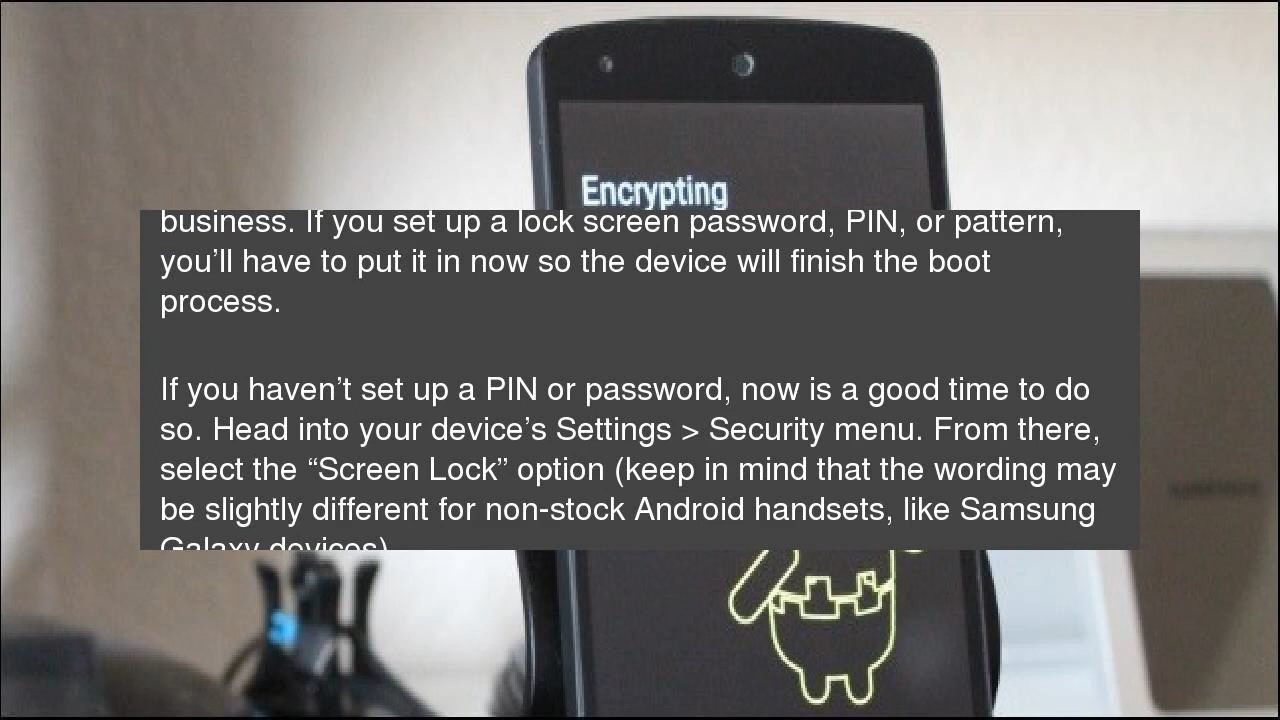 Encrypting
business. If you set up a lock screen password, PIN, or pattern,
you’ll have to put it in now so the device will finish the boot
process.
If you haven’t set up a PIN or password, now is a good time to do
so. Head into your device’s Settings > Security menu. From there,
select the “Screen Lock” option (keep in mind that the wording may
be slightly different for non-stock Android handsets, like Samsung
Galaxy devices)